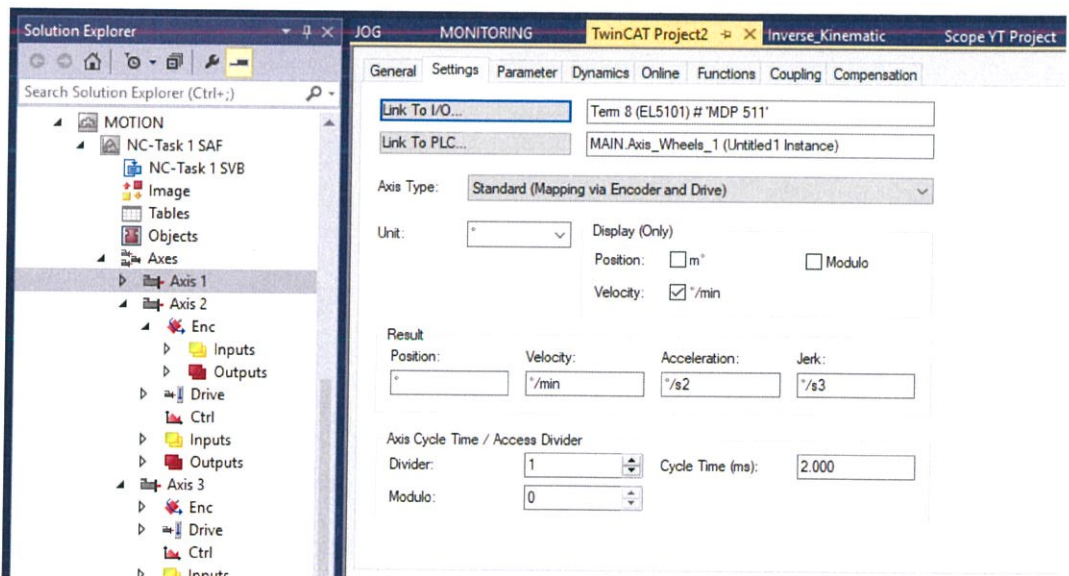 Solution Explorer
JOG
MONITORING
TwinCAT Project2
Inverse_Kinematic
Scope YT Project
Search Solution Explorer (Ctrl+;)
MOTION
NC-Task 1 SAF
NC-Task 1 SVB
Image
Tables
Objects
Axes
Axis 1
Axis 2
Enc
Inputs
Outputs
Drive
Ctrl
Inputs
Outputs
Axis 3
Enc
Drive
Ctrl
Inputs
General Settings Parameter Dynamics Online Functions Coupling Compensation
Link To I/O... Term 8 (EL5101) # 'MDP 511'
Link To PLC... MAIN.Axis_Wheels_1 (Untitled1 Instance)
Axis Type: Standard (Mapping via Encoder and Drive)
Unit: °
Display (Only)
Position: m° Modulo
Velocity: °/min
Result
Position: Velocity: Acceleration: Jerk:
° °/min °/s2 °/s3
Axis Cycle Time / Access Divider
Divider: 1 Cycle Time (ms): 2.000
Modulo: 0